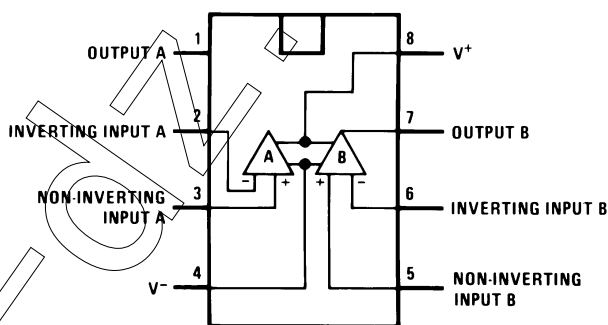 1
OUTPUT A
2
INVERTING INPUT A
3
NON-INVERTING
INPUT A
4
V−
8
V+
7
OUTPUT B
6
INVERTING INPUT B
5
NON-INVERTING
INPUT B
A
B
−
+
+
−